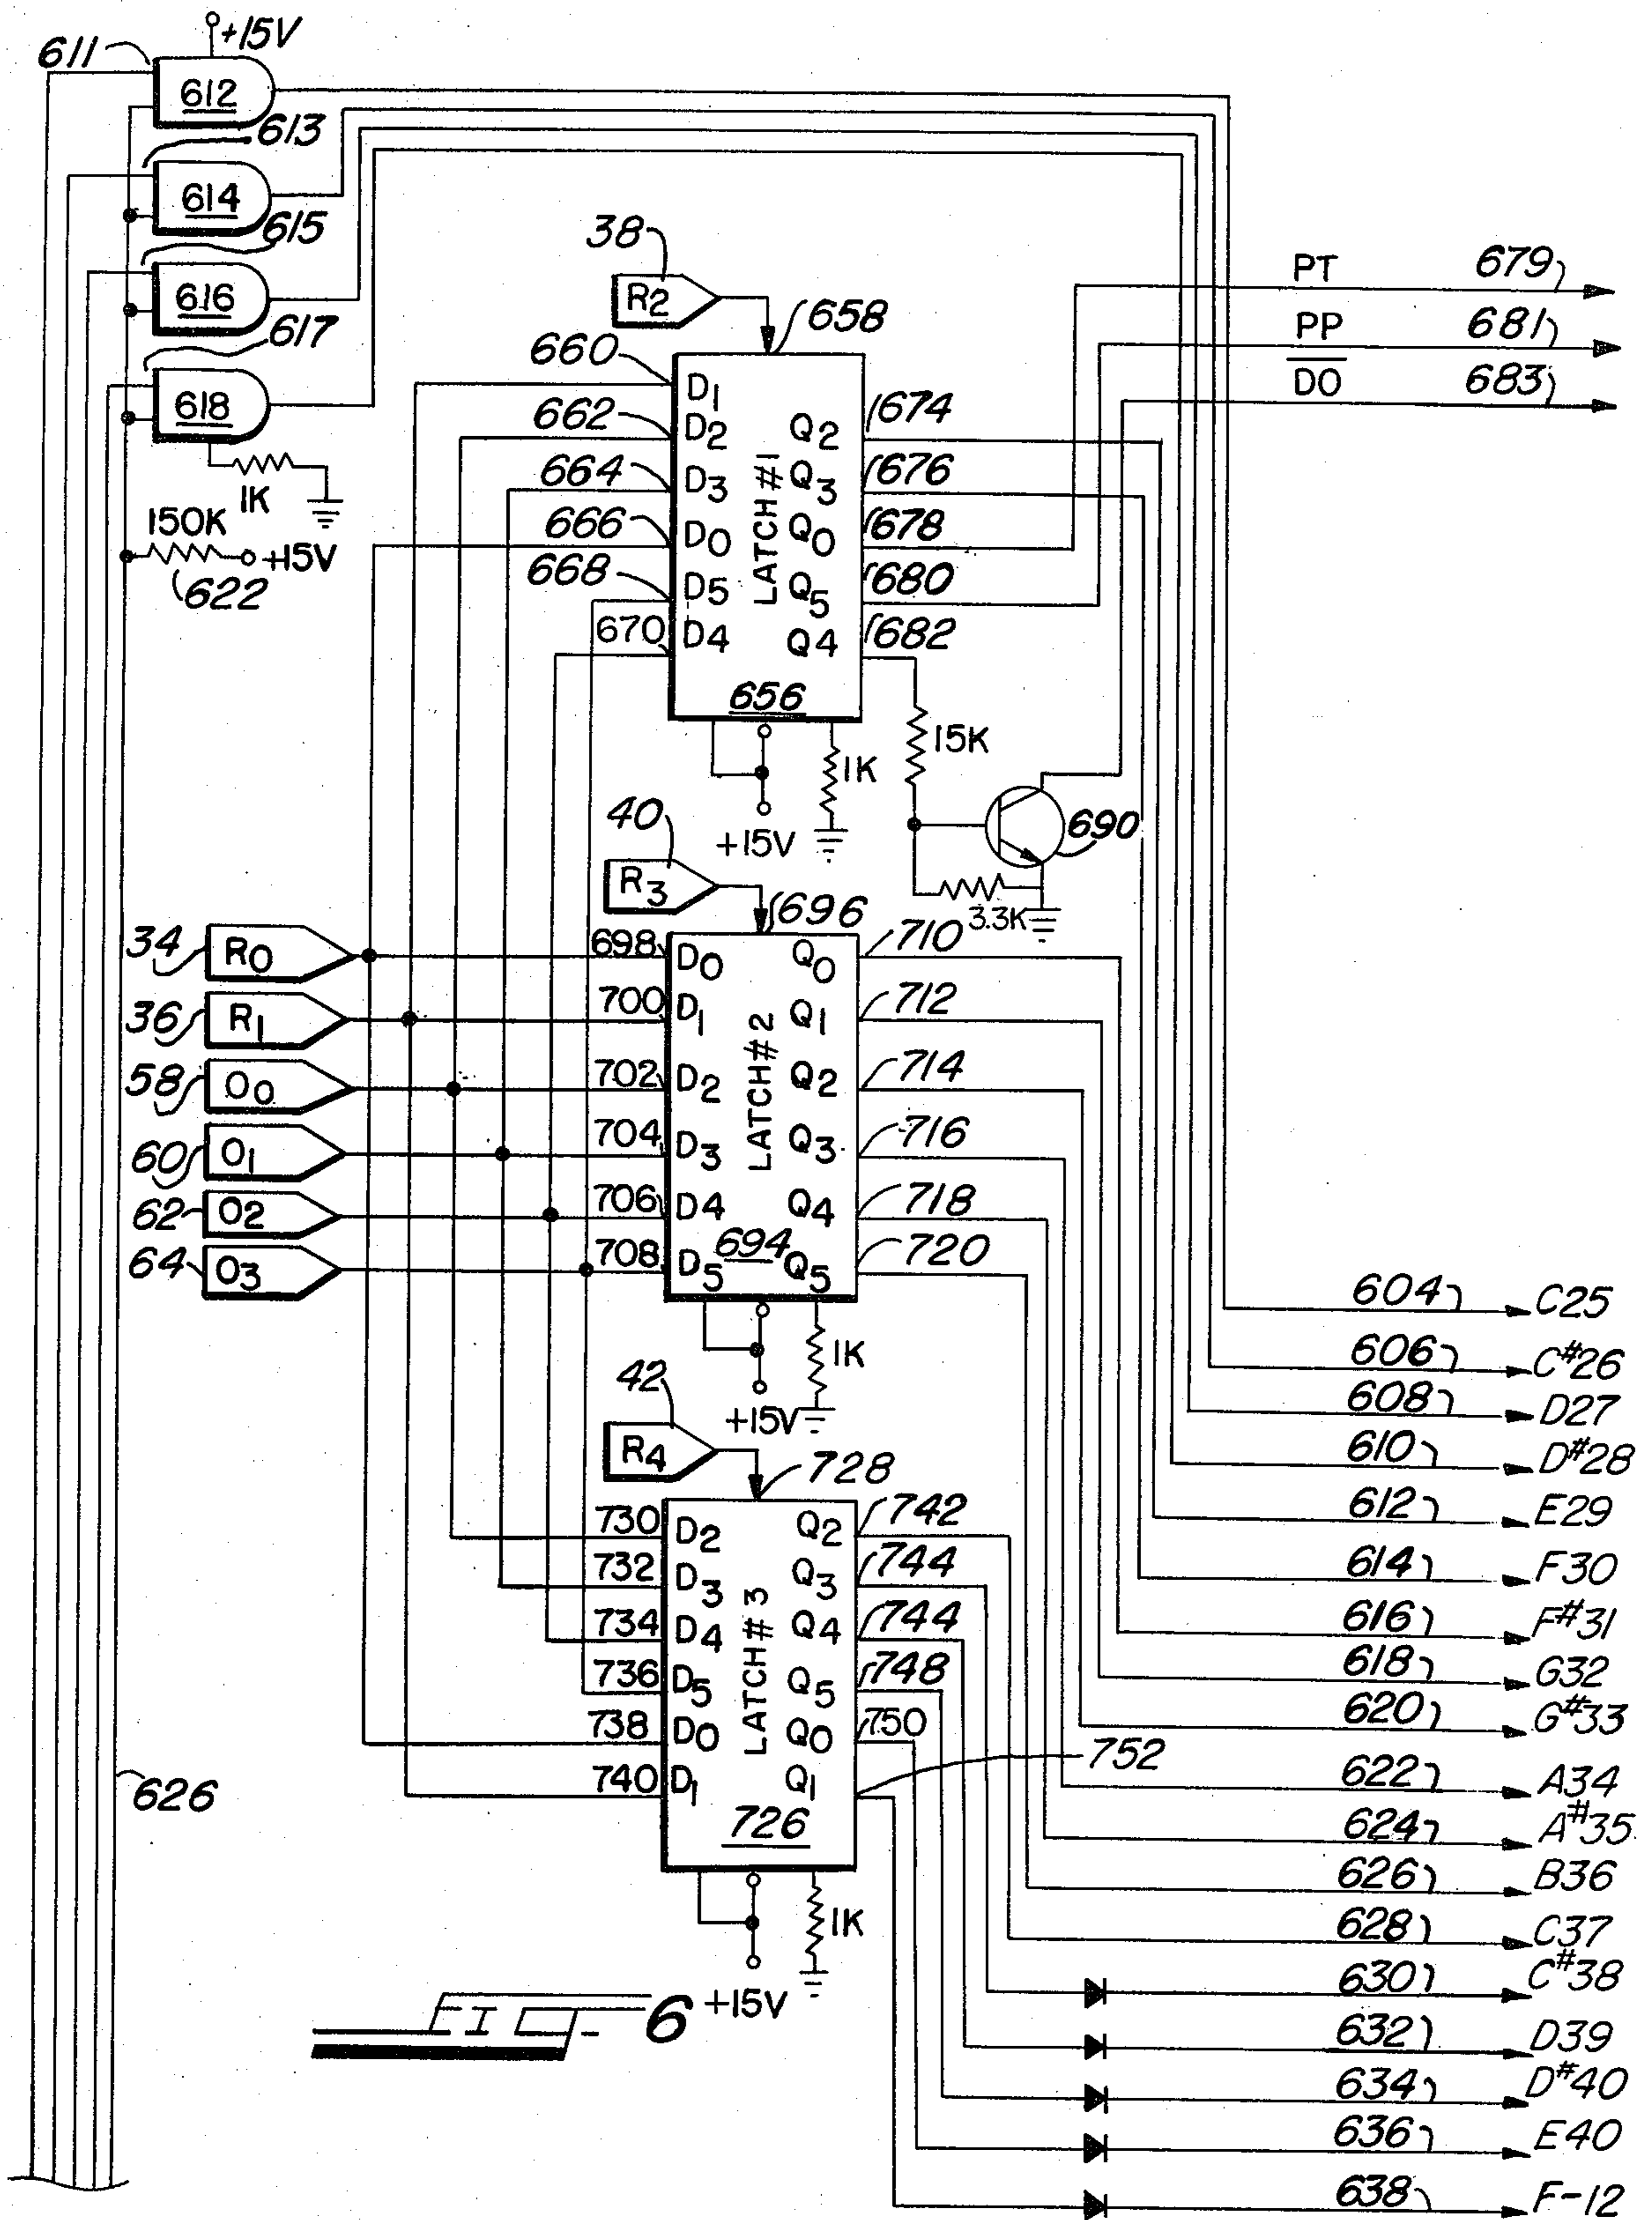 +15V
611
612
613
614
615
616
617
618
1K
150K
+15V
622
38
R2
658
660
662
664
666
668
670
D1
D2
D3
D0
D5
D4
LATCH #1
Q2
Q3
Q0
Q5
Q4
674
676
678
680
682
656
PT 679
PP 681
DO 683
15K
1K
+15V
690
3.3K
40
R3
696
34 R0
36 R1
58 O0
60 O1
62 O2
64 O3
698 D0
700 D1
702 D2
704 D3
706 D4
708 D5
LATCH #2
694
Q0 710
Q1 712
Q2 714
Q3 716
Q4 718
Q5 720
1K
+15V
42
R4
728
730 D2
732 D3
734 D4
736 D5
738 D0
740 D1
LATCH #3
726
Q2 742
Q3 744
Q4 744
Q5 748
Q0 750
Q1 752
1K
+15V
626
604 C25
606 C#26
608 D27
610 D#28
612 E29
614 F30
616 F#31
618 G32
620 G#33
622 A34
624 A#35
626 B36
628 C37
630 C#38
632 D39
634 D#40
636 E40
638 F-12
FIG. 6